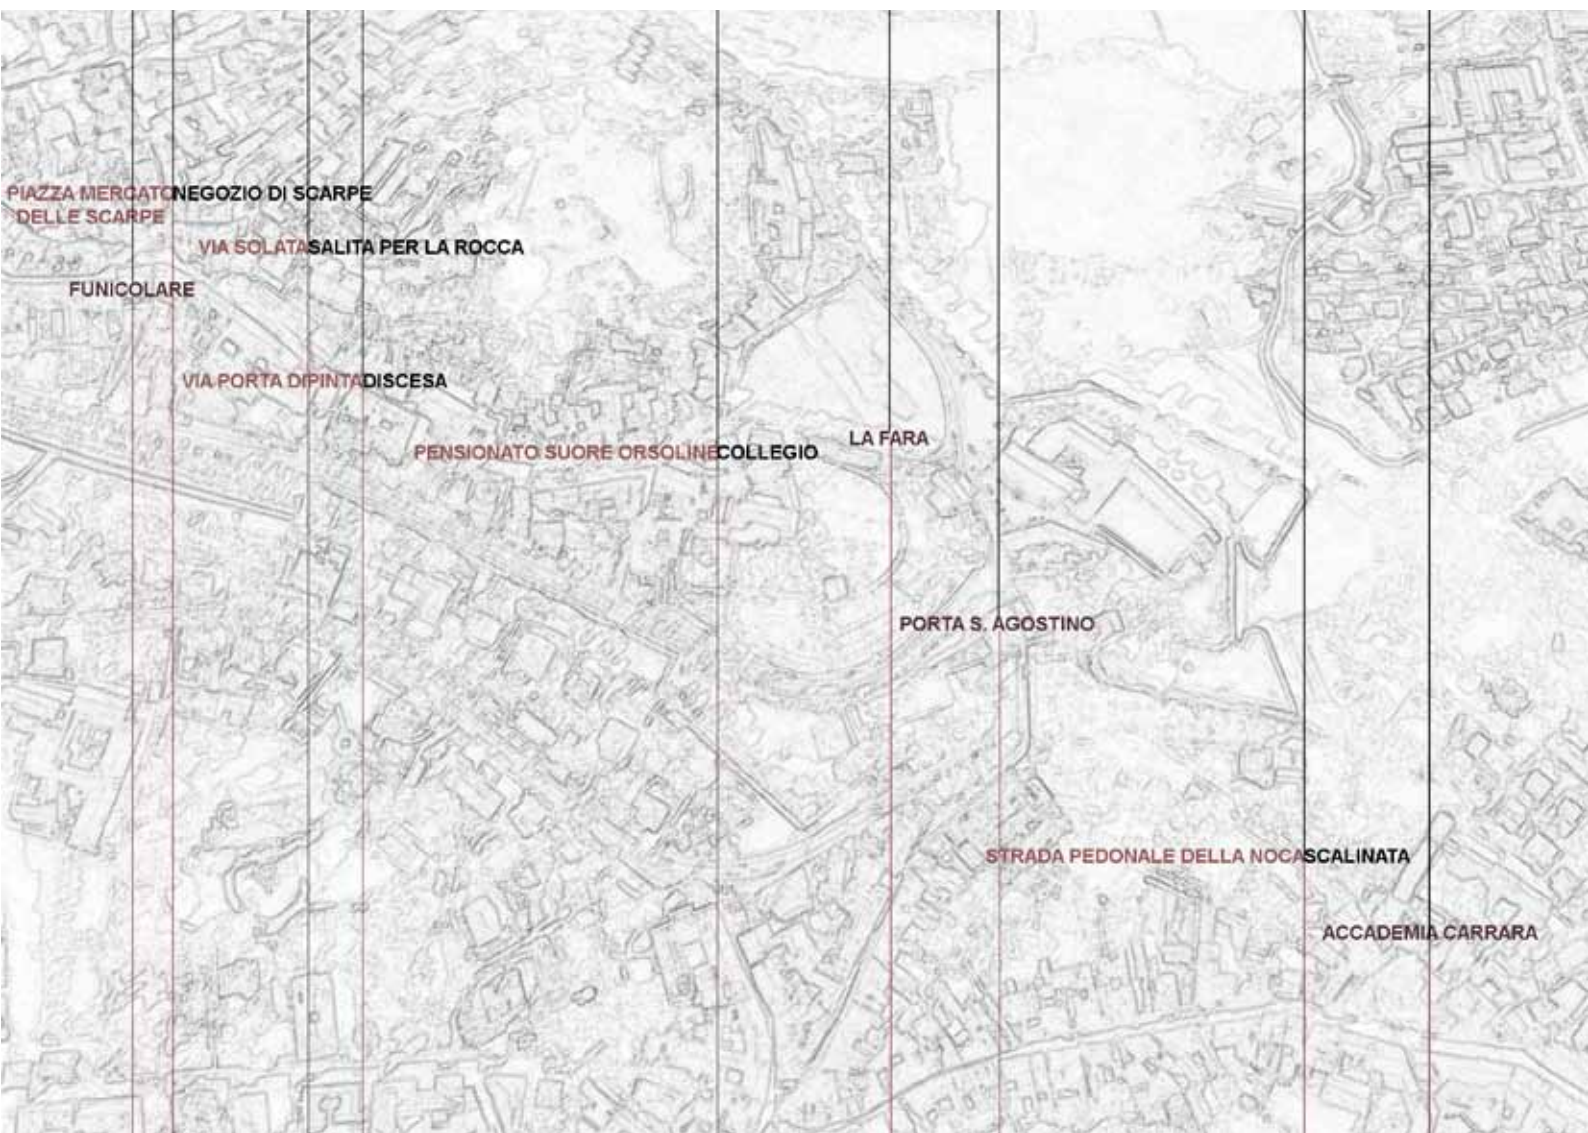 PIAZZA MERCATO NEGOZIO DI SCARPE
DELLE SCARPE
VIA SOLATA SALITA PER LA ROCCA
FUNICOLARE
VIA PORTA DIPINTA DISCESA
LA FARA
PENSIONATO SUORE ORSOLINE COLLEGIO
PORTA S. AGOSTINO
STRADA PEDONALE DELLA NOCA SCALINATA
ACCADEMIA CARRARA